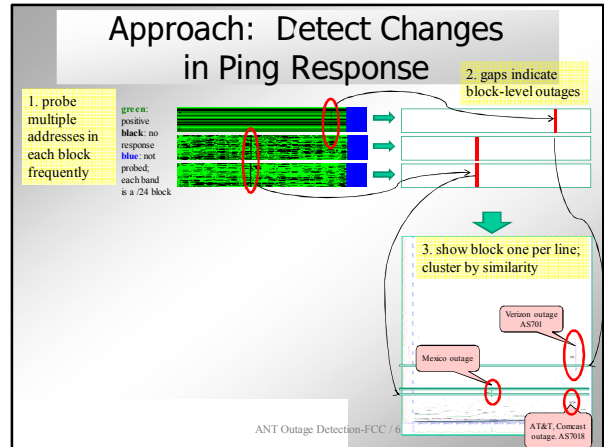 Approach: Detect Changes
in Ping Response
1. probe
multiple
addresses in
each block
frequently
green:
positive
black: no
response
blue: not
probed;
each band
is a /24 block
2. gaps indicate
block-level outages
3. show block one per line;
cluster by similarity
Verizon outage
AS701
Mexico outage
AT&T, Comcast
outage. AS7018
ANT Outage Detection-FCC / 6